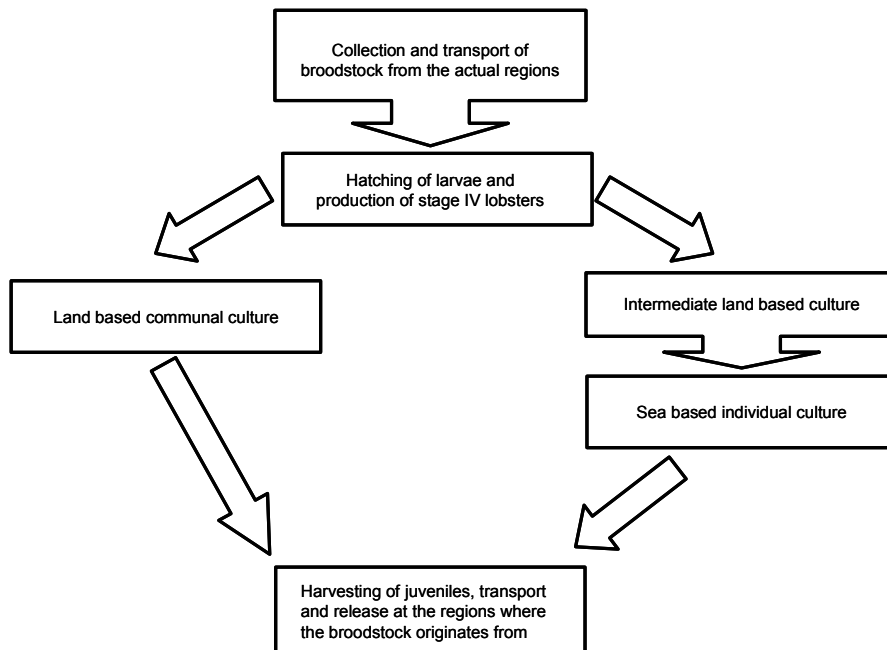 Collection and transport of
broodstock from the actual regions
Hatching of larvae and
production of stage IV lobsters
Land based communal culture
Intermediate land based culture
Sea based individual culture
Harvesting of juveniles, transport
and release at the regions where
the broodstock originates from